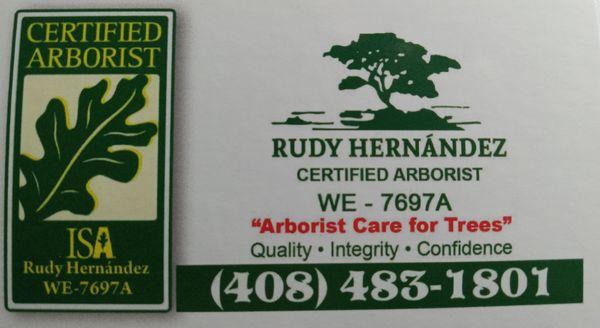 CERTIFIED
ARBORIST
ISA
Rudy Hernández
WE-7697A
RUDY HERNÁNDEZ
CERTIFIED ARBORIST
WE - 7697A
“Arborist Care for Trees”
Quality • Integrity • Confidence
(408) 483-1801